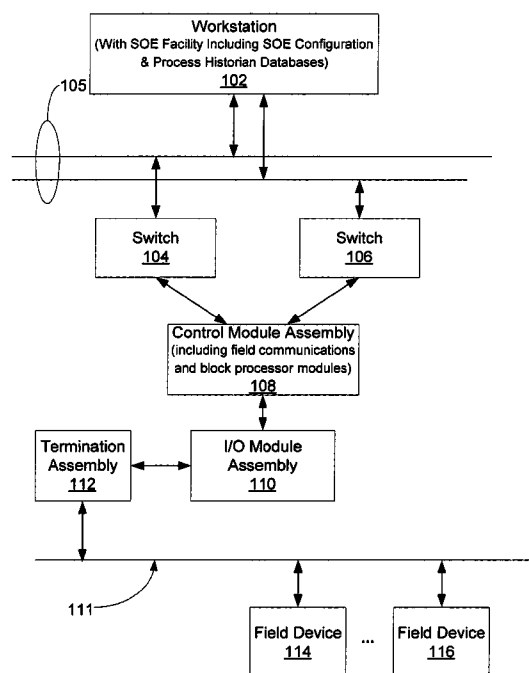 Workstation
(With SOE Facility Including SOE Configuration
& Process Historian Databases)
102
105
Switch
104
Switch
106
Control Module Assembly
(including field communications
and block processor modules)
108
Termination
Assembly
112
I/O Module
Assembly
110
111
Field Device
114
...
Field Device
116